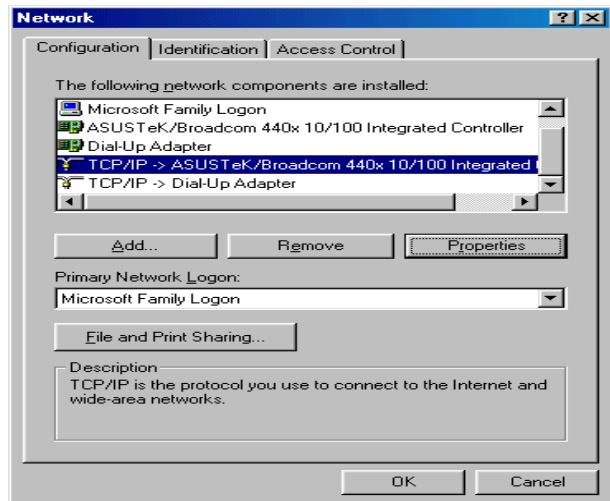 Network
Configuration Identification Access Control
The following network components are installed:
Microsoft Family Logon
ASUSTeK/Broadcom 440x 10/100 Integrated Controller
Dial-Up Adapter
TCP/IP -> ASUSTeK/Broadcom 440x 10/100 Integrated
TCP/IP -> Dial-Up Adapter
Add... Remove Properties
Primary Network Logon:
Microsoft Family Logon
File and Print Sharing...
Description
TCP/IP is the protocol you use to connect to the Internet and
wide-area networks.
OK Cancel